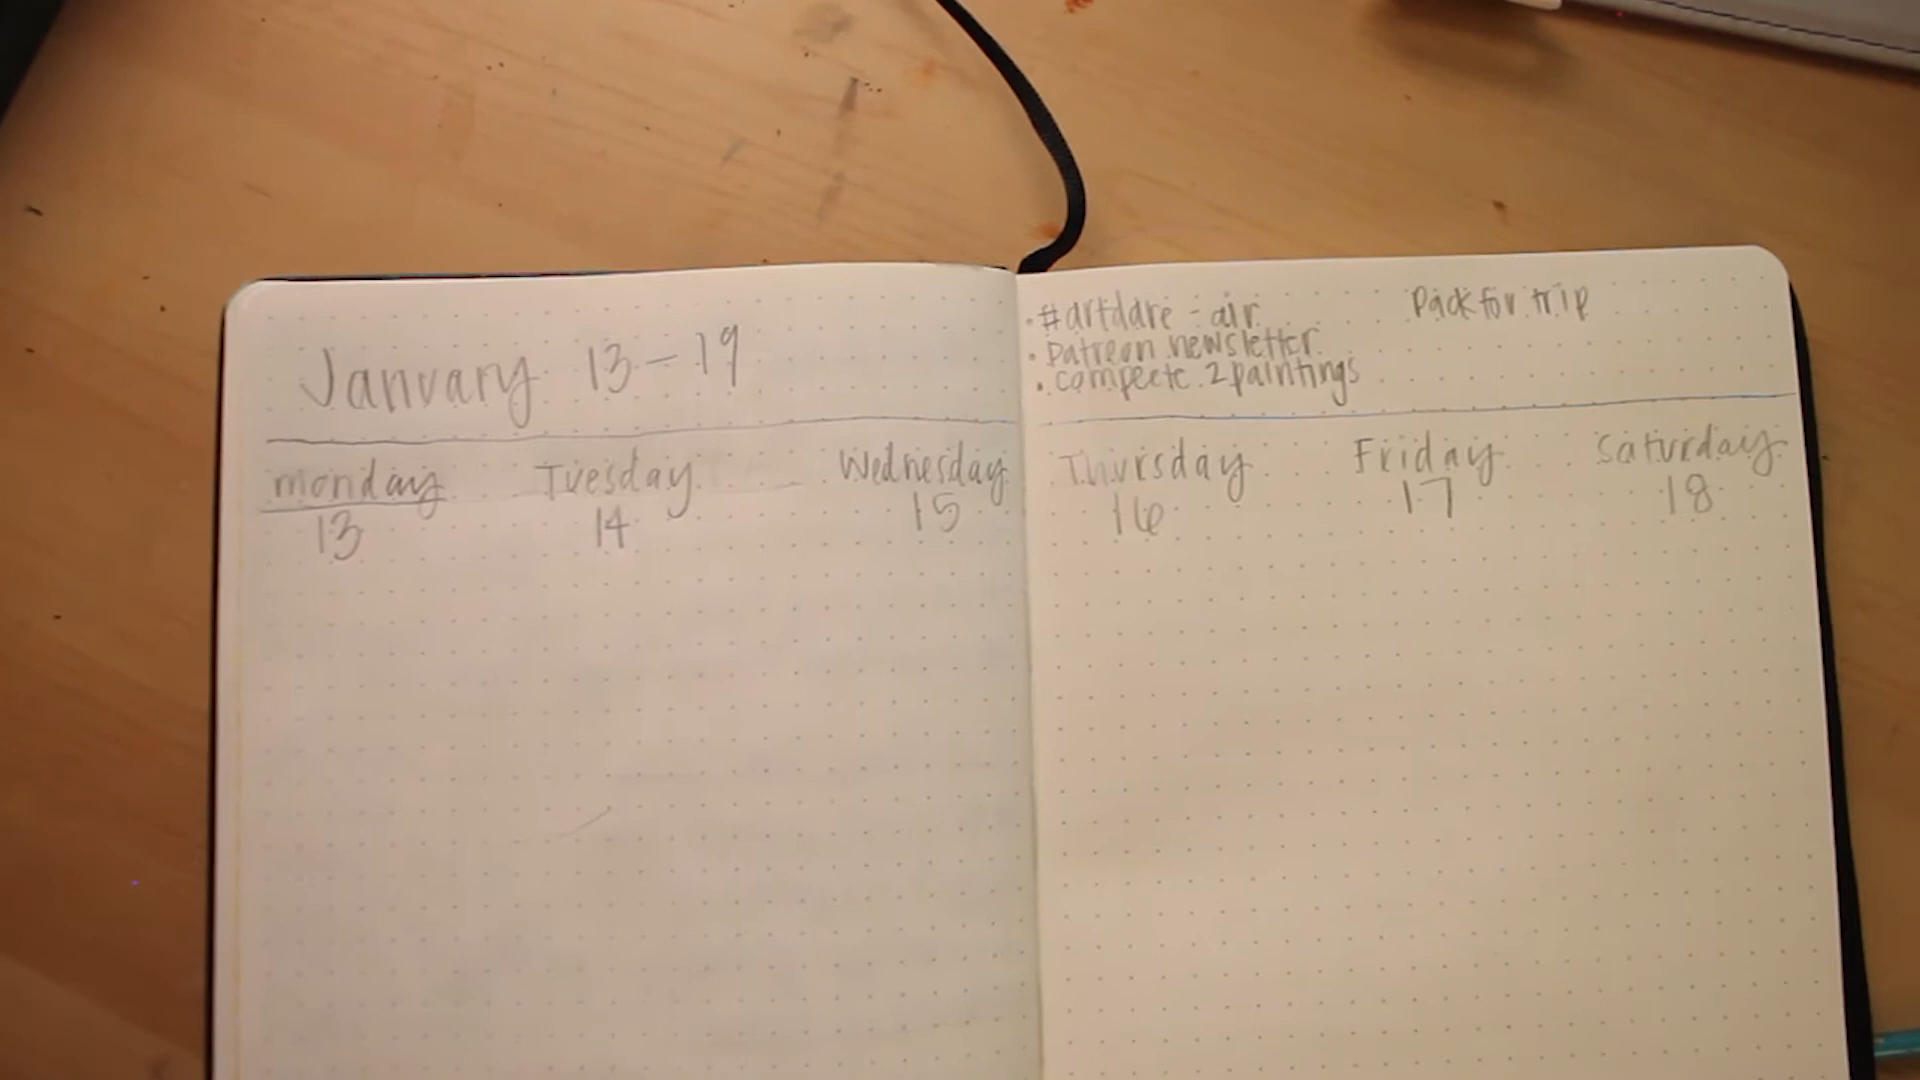 January 13-19
#artdare - air
Pack for trip
Patreon newsletter
complete 2 paintings
monday
Tuesday
Wednesday
Thursday
Friday
Saturday
13
14
15
16
17
18